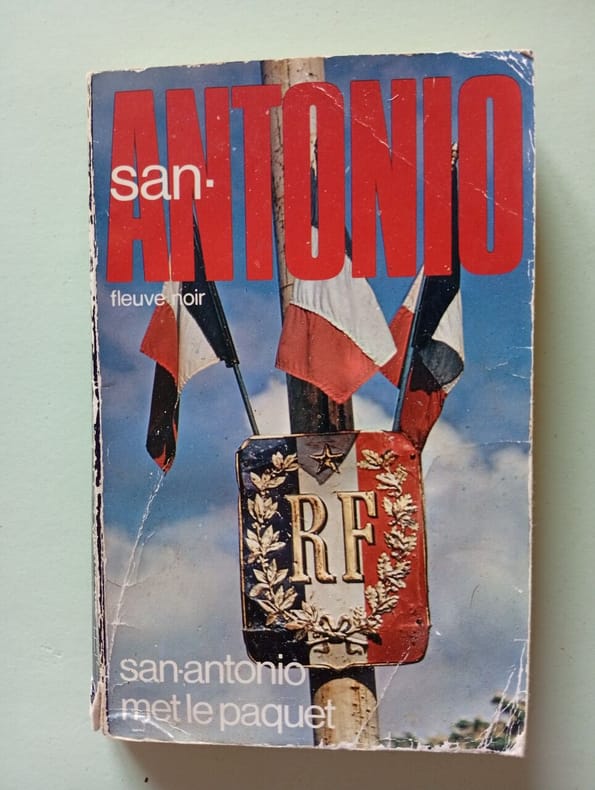 san·
ANTONIO
fleuve noir
RF
san·antonio
met le paquet